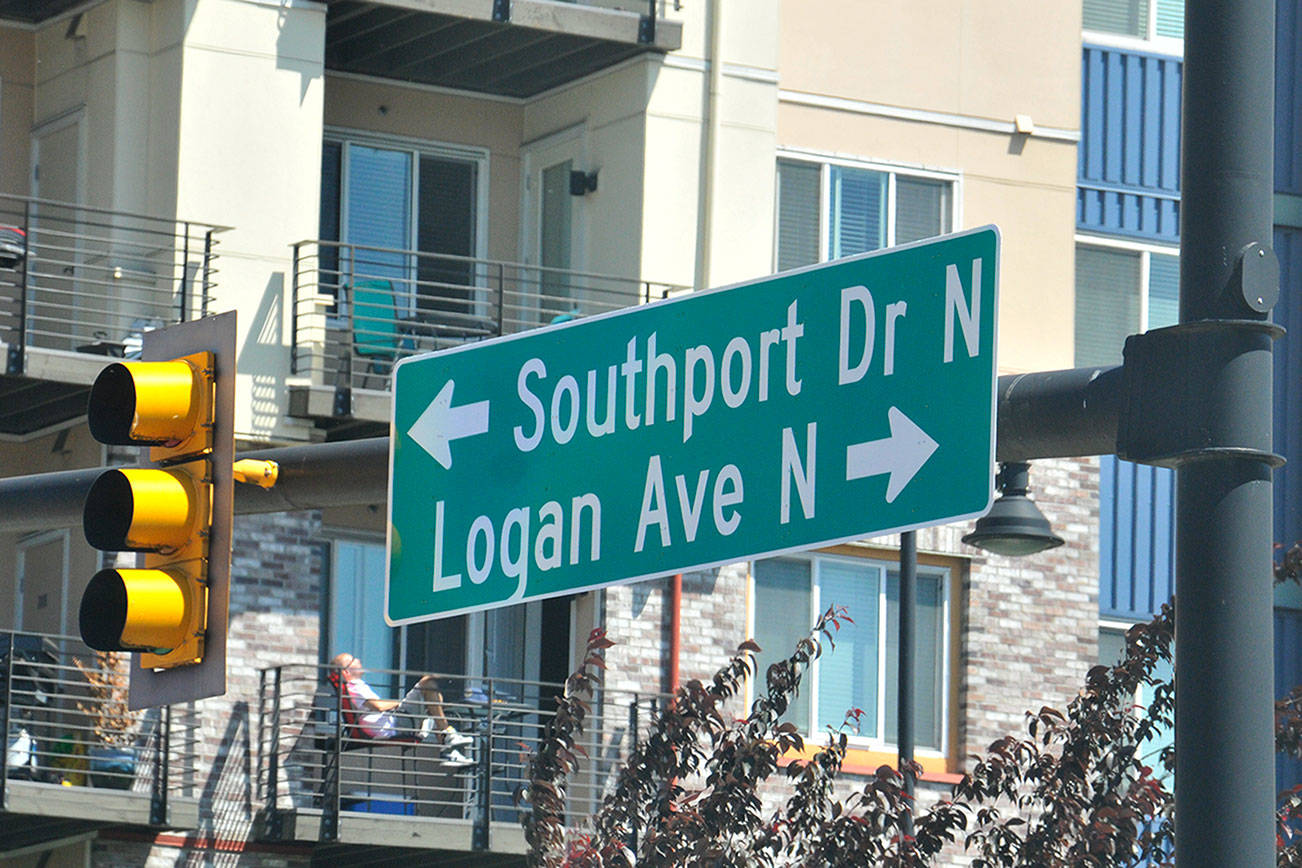 ← Southport Dr N
Logan Ave N →